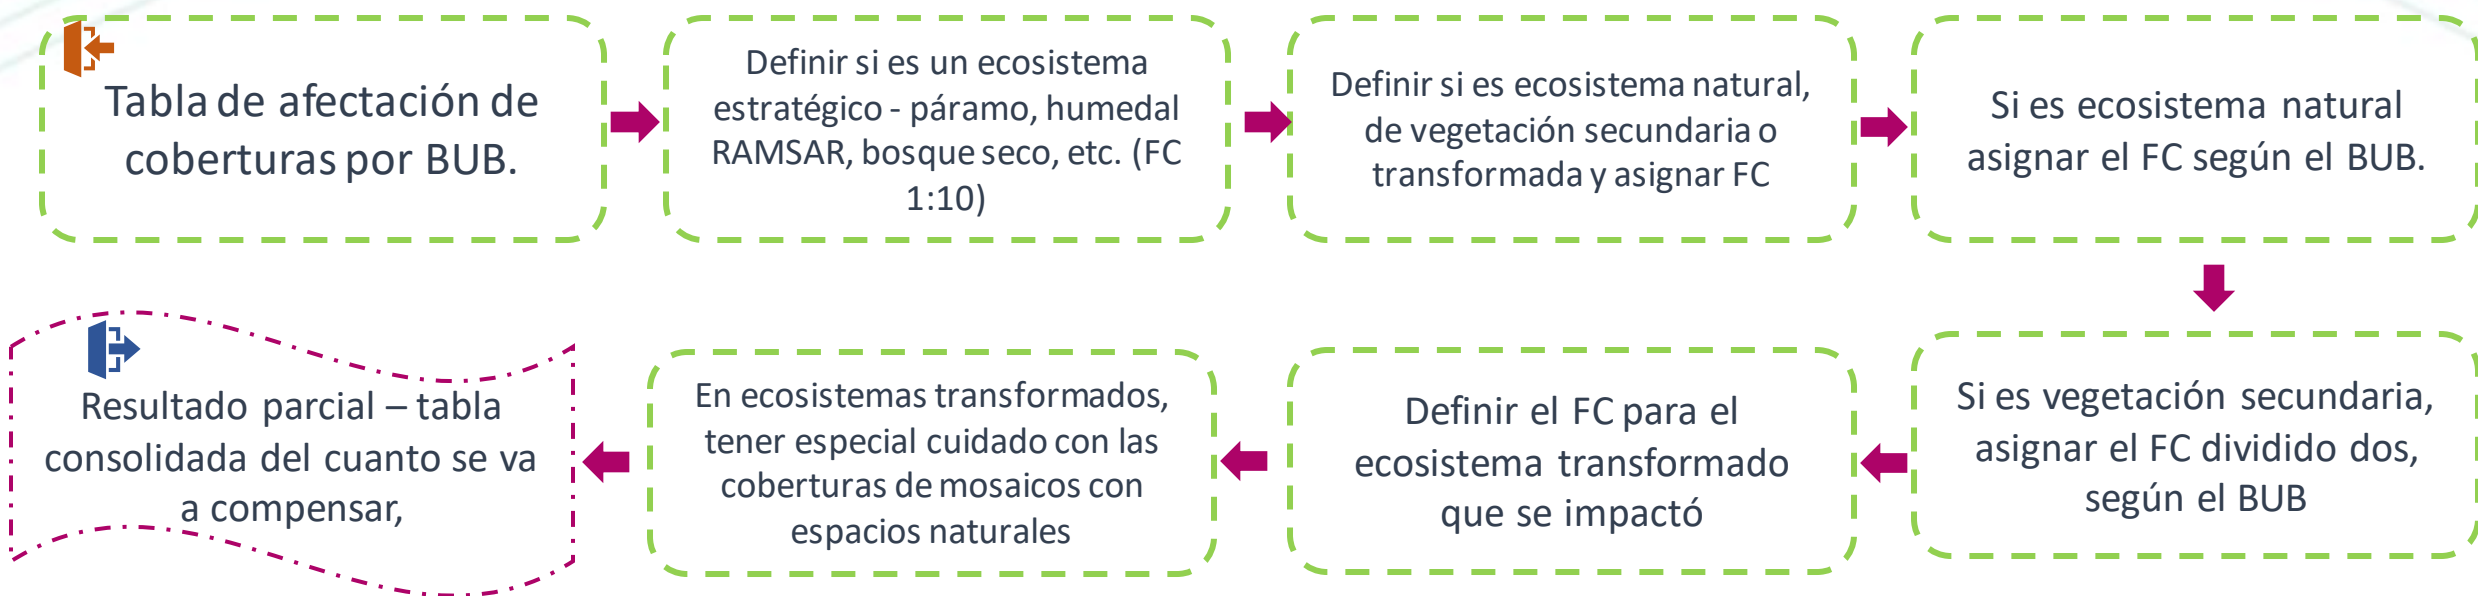 Tabla de afectación de
coberturas por BUB.
Definir si es un ecosistema
estratégico - páramo, humedal
RAMSAR, bosque seco, etc. (FC
1:10)
Definir si es ecosistema natural,
de vegetación secundaria o
transformada y asignar FC
Si es ecosistema natural
asignar el FC según el BUB.
Si es vegetación secundaria,
asignar el FC dividido dos,
según el BUB
Definir el FC para el
ecosistema transformado
que se impactó
En ecosistemas transformados,
tener especial cuidado con las
coberturas de mosaicos con
espacios naturales
Resultado parcial – tabla
consolidada del cuanto se va
a compensar,